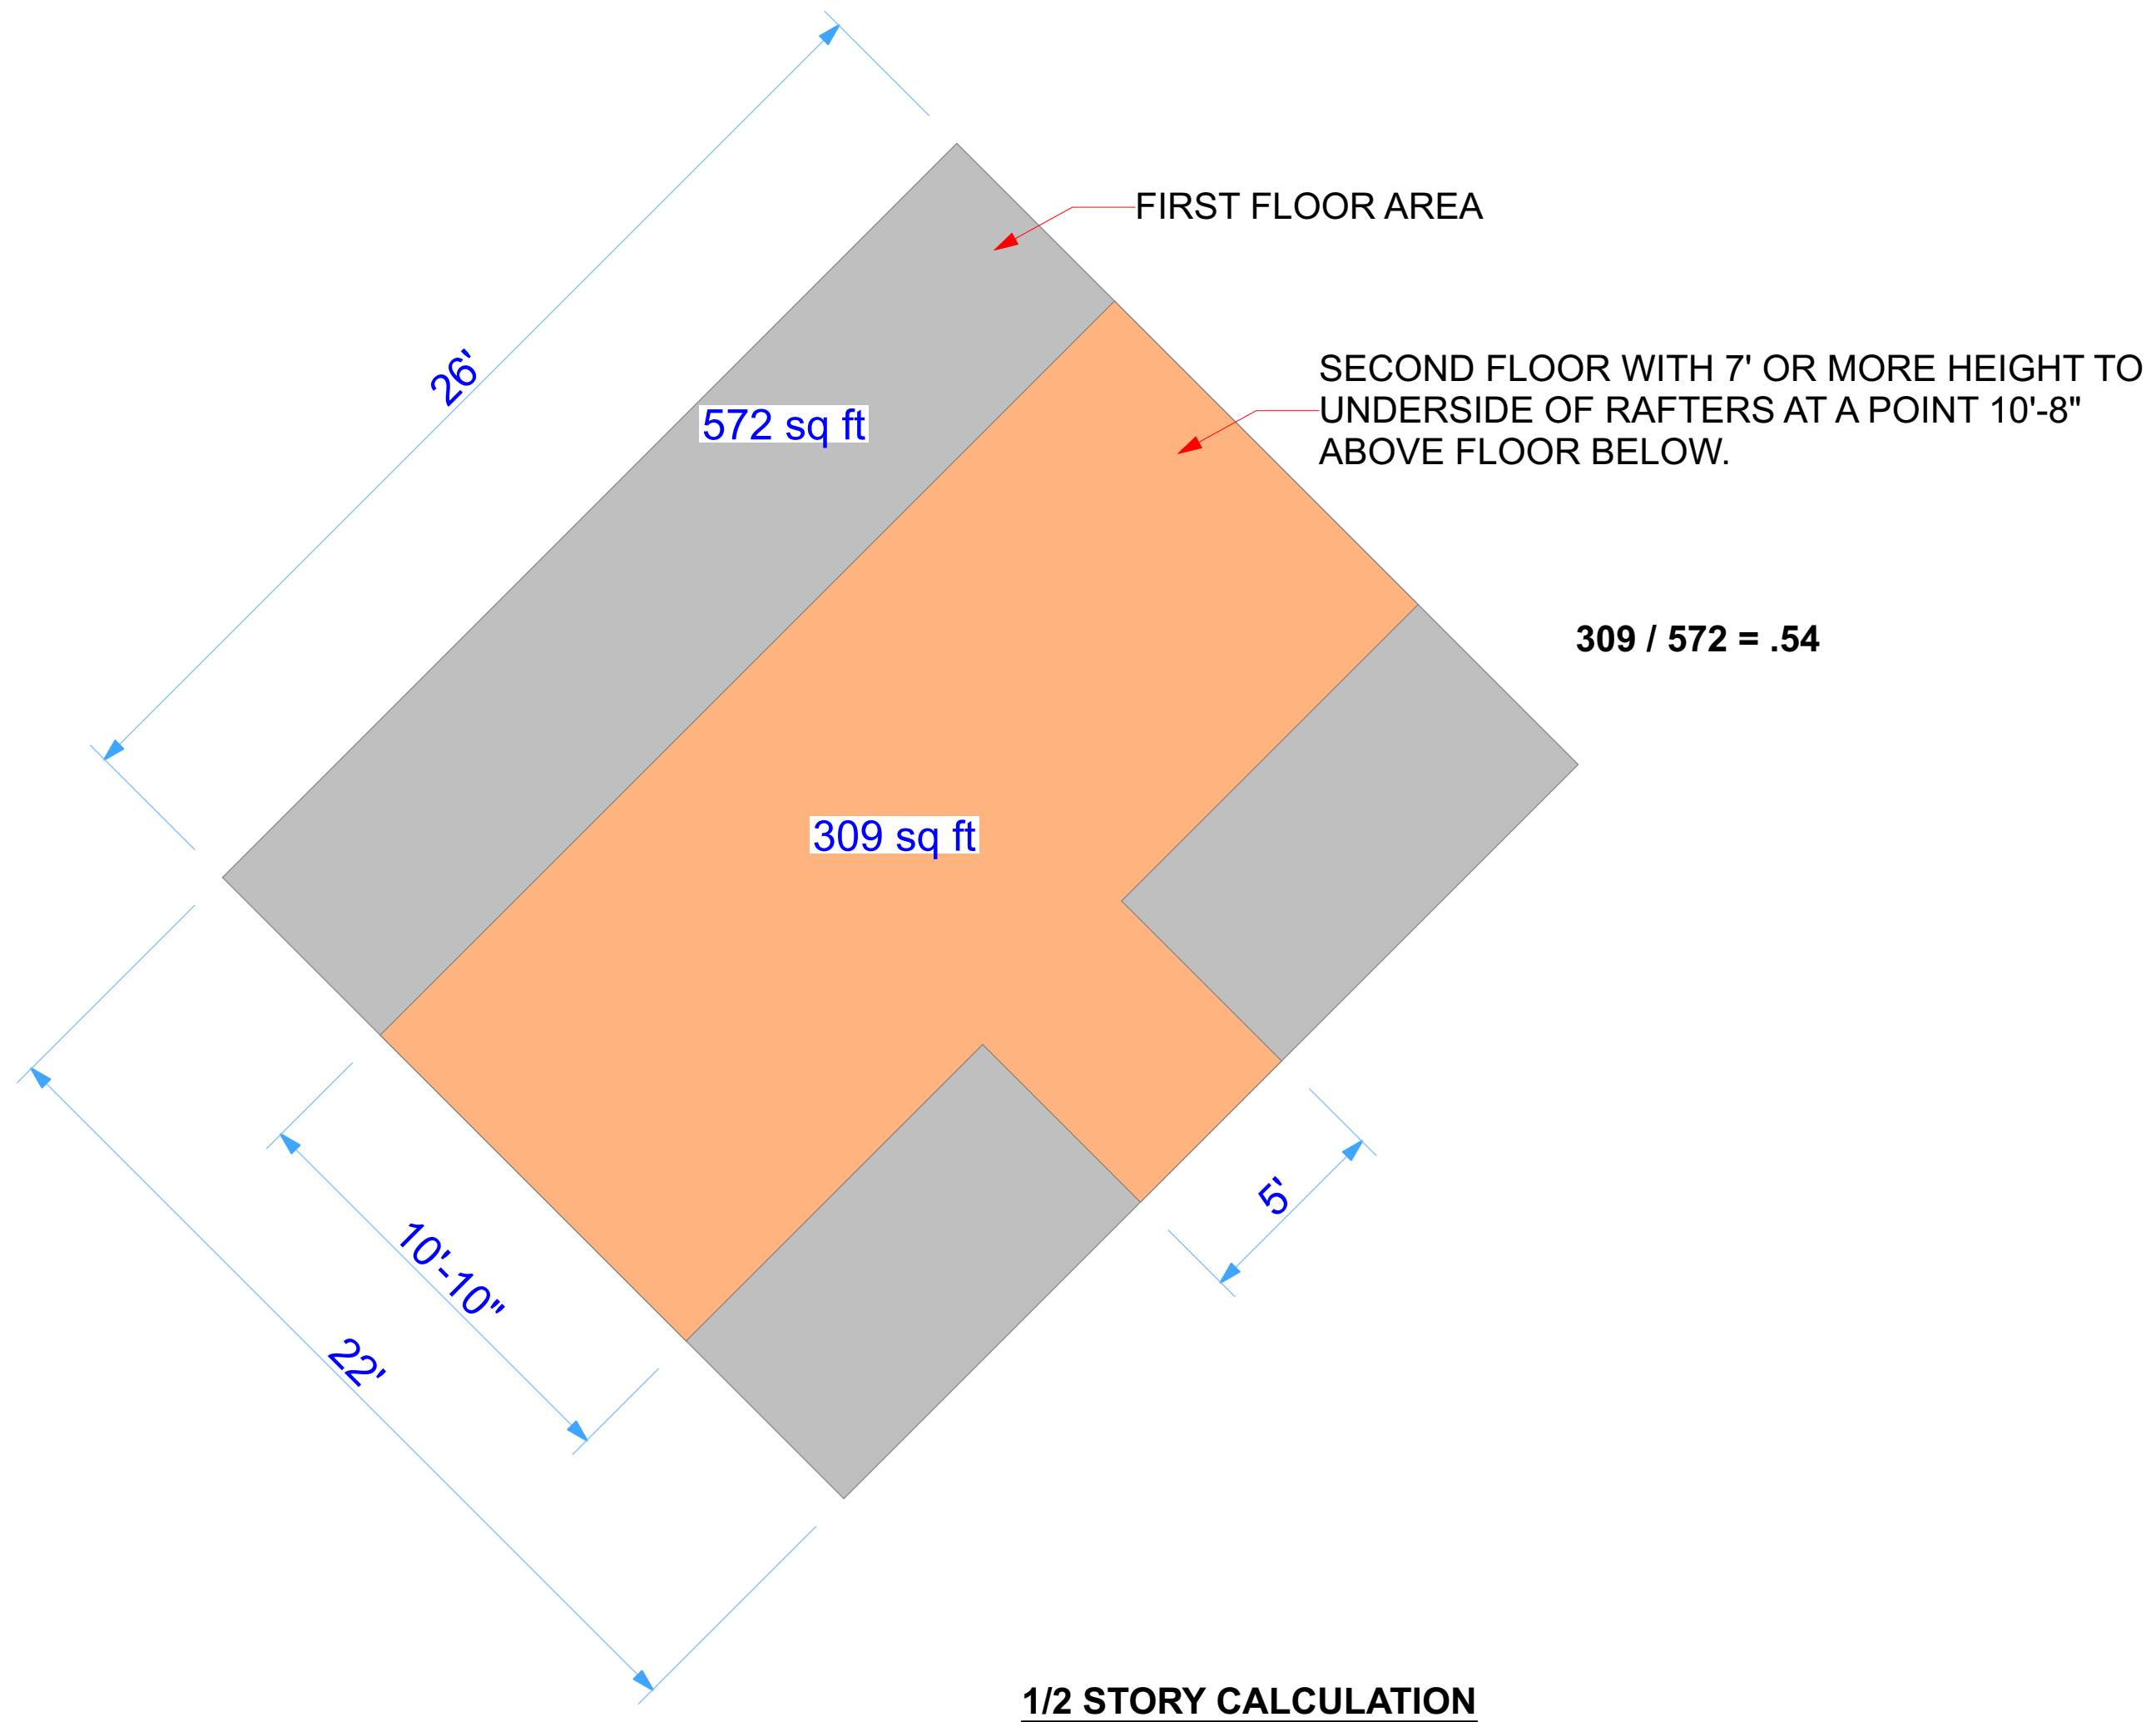 FIRST FLOOR AREA
SECOND FLOOR WITH 7' OR MORE HEIGHT TO
UNDERSIDE OF RAFTERS AT A POINT 10'-8"
ABOVE FLOOR BELOW.
26'
572 sq ft
309 / 572 = .54
309 sq ft
5'
10'-10"
22'
1/2 STORY CALCULATION